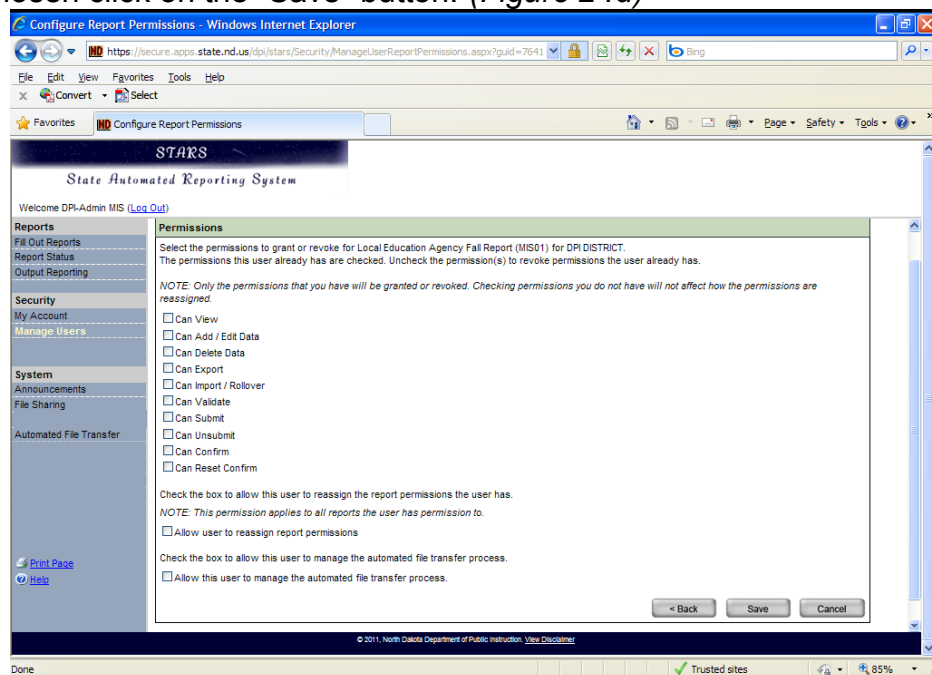 click on the "Save" button. (Figure 24d)
Configure Report Permissions - Windows Internet Explorer
https://secure.apps.state.nd.us/dpi/stars/Security/ManageUserReportPermissions.aspx?guid=7641
Bing
File Edit View Favorites Tools Help
x Convert Select
Favorites Configure Report Permissions Page Safety Tools
STARS
State Automated Reporting System
Welcome DPI-Admin MIS (Log Out)
Reports
Fill Out Reports
Report Status
Output Reporting
Security
My Account
Manage Users
System
Announcements
File Sharing
Automated File Transfer
Print Page
Help
Permissions
Select the permissions to grant or revoke for Local Education Agency Fall Report (MIS01) for DPI DISTRICT.
The permissions this user already has are checked. Uncheck the permission(s) to revoke permissions the user already has.
NOTE: Only the permissions that you have will be granted or revoked. Checking permissions you do not have will not affect how the permissions are
reassigned.
Can View
Can Add / Edit Data
Can Delete Data
Can Export
Can Import / Rollover
Can Validate
Can Submit
Can Unsubmit
Can Confirm
Can Reset Confirm
Check the box to allow this user to reassign the report permissions the user has.
NOTE: This permission applies to all reports the user has permission to.
Allow user to reassign report permissions
Check the box to allow this user to manage the automated file transfer process.
Allow this user to manage the automated file transfer process.
< Back Save Cancel
© 2011, North Dakota Department of Public Instruction. View Disclaimer
Done Trusted sites 85%